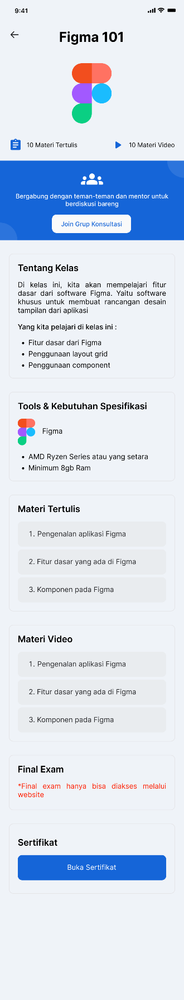 9:41
Figma 101
10 Materi Tertulis
10 Materi Video
Bergabung dengan teman-teman dan mentor untuk
berdiskusi bareng
Join Grup Konsultasi
Tentang Kelas
Di kelas ini, kita akan mempelajari fitur
dasar dari software Figma. Yaitu software
khusus untuk membuat rancangan desain
tampilan dari aplikasi
Yang kita pelajari di kelas ini :
• Fitur dasar dari Figma
• Penggunaan layout grid
• Penggunaan component
Tools & Kebutuhan Spesifikasi
Figma
• AMD Ryzen Series atau yang setara
• Minimum 8gb Ram
Materi Tertulis
1. Pengenalan aplikasi Figma
2. Fitur dasar yang ada di Figma
3. Komponen pada Figma
Materi Video
1. Pengenalan aplikasi Figma
2. Fitur dasar yang ada di Figma
3. Komponen pada Figma
Final Exam
*Final exam hanya bisa diakses melalui
website
Sertifikat
Buka Sertifikat